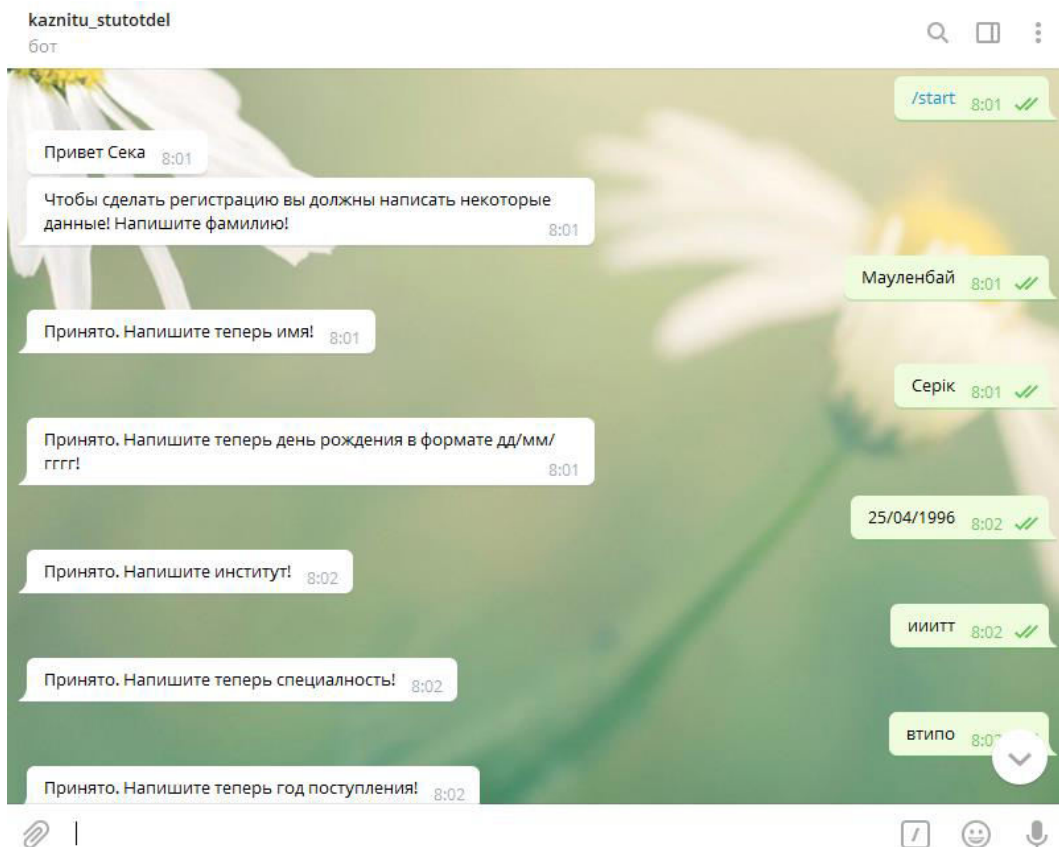 kaznitu_stutotdel
бот
/start 8:01
Привет Сека 8:01
Чтобы сделать регистрацию вы должны написать некоторые
данные! Напишите фамилию! 8:01
Мауленбай 8:01
Принято. Напишите теперь имя! 8:01
Серік 8:01
Принято. Напишите теперь день рождения в формате дд/мм/
гггг! 8:01
25/04/1996 8:02
Принято. Напишите институт! 8:02
ииитт 8:02
Принято. Напишите теперь специалность! 8:02
втипо
Принято. Напишите теперь год поступления! 8:02